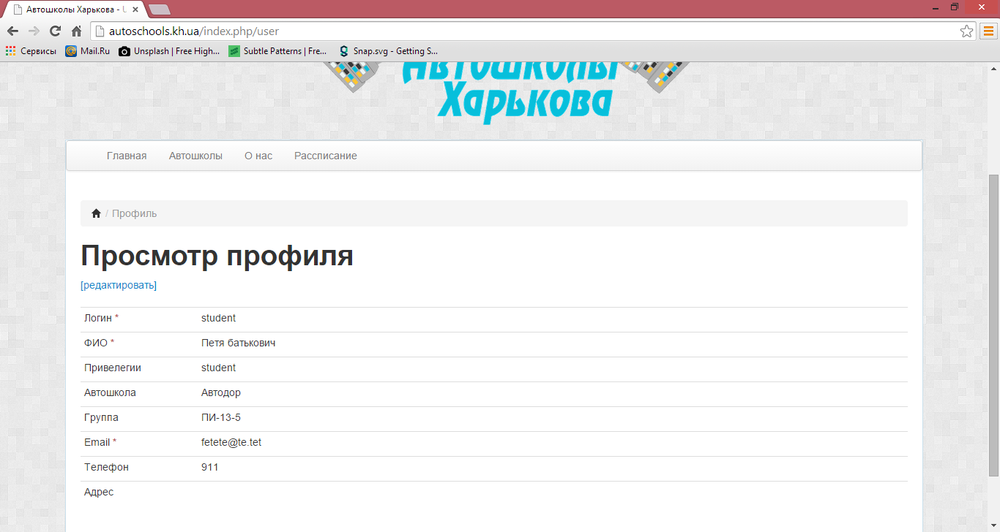 Автошколы Харькова - U
autoschools.kh.ua/index.php/user
Сервисы Mail.Ru Unsplash | Free High... Subtle Patterns | Fre... Snap.svg - Getting S...
Автошколы
Харькова
Главная Автошколы О нас Рассписание
/ Профиль
Просмотр профиля
[редактировать]
Логин * student
ФИО * Петя батькович
Привелегии student
Автошкола Автодор
Группа ПИ-13-5
Email * fetete@te.tet
Телефон 911
Адрес